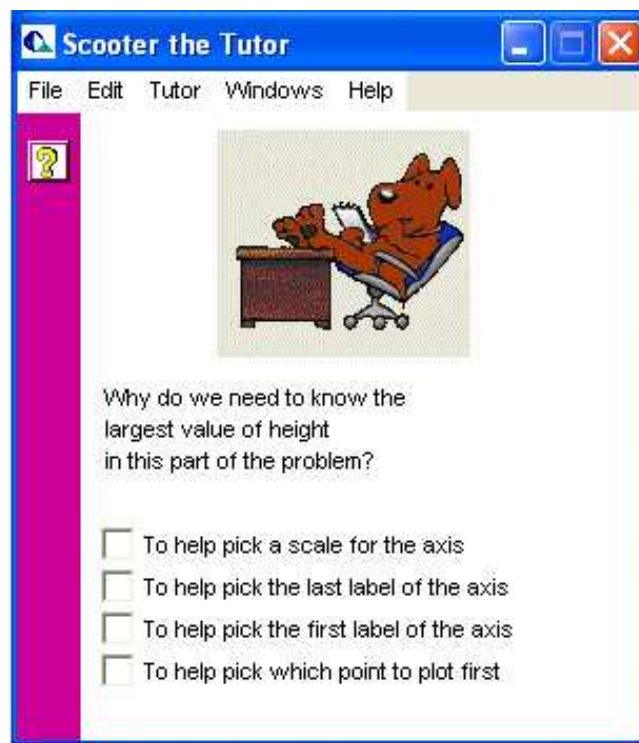 Scooter the Tutor
File Edit Tutor Windows Help
?
Why do we need to know the
largest value of height
in this part of the problem?
To help pick a scale for the axis
To help pick the last label of the axis
To help pick the first label of the axis
To help pick which point to plot first